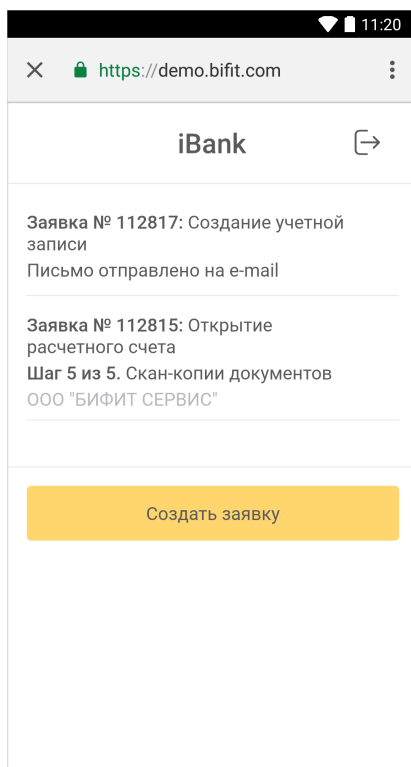 11:20
https://demo.bifit.com
iBank
Заявка № 112817: Создание учетной
записи
Письмо отправлено на e-mail
Заявка № 112815: Открытие
расчетного счета
Шаг 5 из 5. Скан-копии документов
ООО "БИФИТ СЕРВИС"
Создать заявку